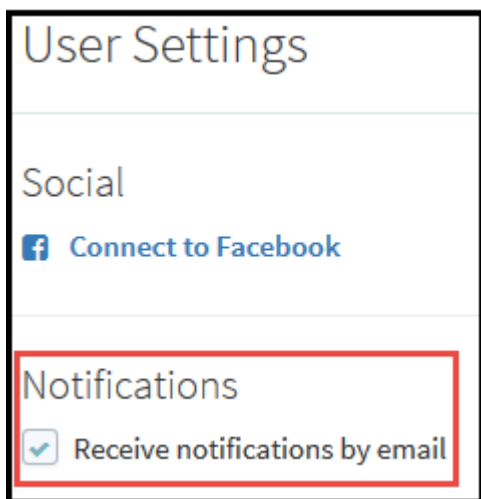 User Settings
Social
Connect to Facebook
Notifications
Receive notifications by email